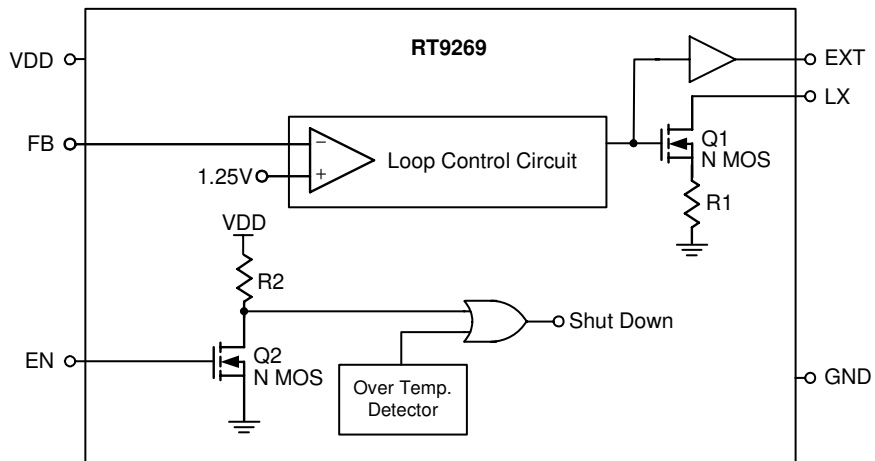 RT9269
VDD
EXT
LX
FB
−
+
1.25V
Loop Control Circuit
Q1
N MOS
R1
VDD
R2
Shut Down
EN
Q2
N MOS
Over Temp.
Detector
GND